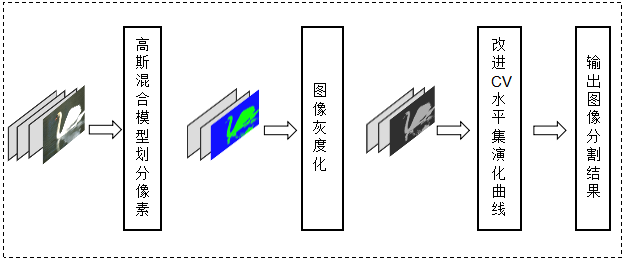 高斯混合模型划分像素
图像灰度化
改进CV水平集演化曲线
输出图像分割结果